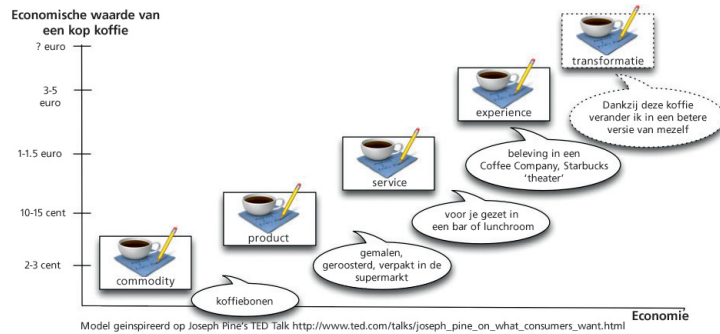 Economische waarde van
een kop koffie
? euro
transformatie
3-5
euro
experience
Dankzij deze koffie
verander ik in een betere
versie van mezelf
1-1.5 euro
beleving in een
Coffee Company, Starbucks
‘theater’
service
10-15 cent
voor je gezet in
een bar of lunchroom
product
2-3 cent
gemalen,
geroosterd, verpakt in de
supermarkt
commodity
koffiebonen
Economie
Model geinspireerd op Joseph Pine's TED Talk http://www.ted.com/talks/joseph_pine_on_what_consumers_want.html